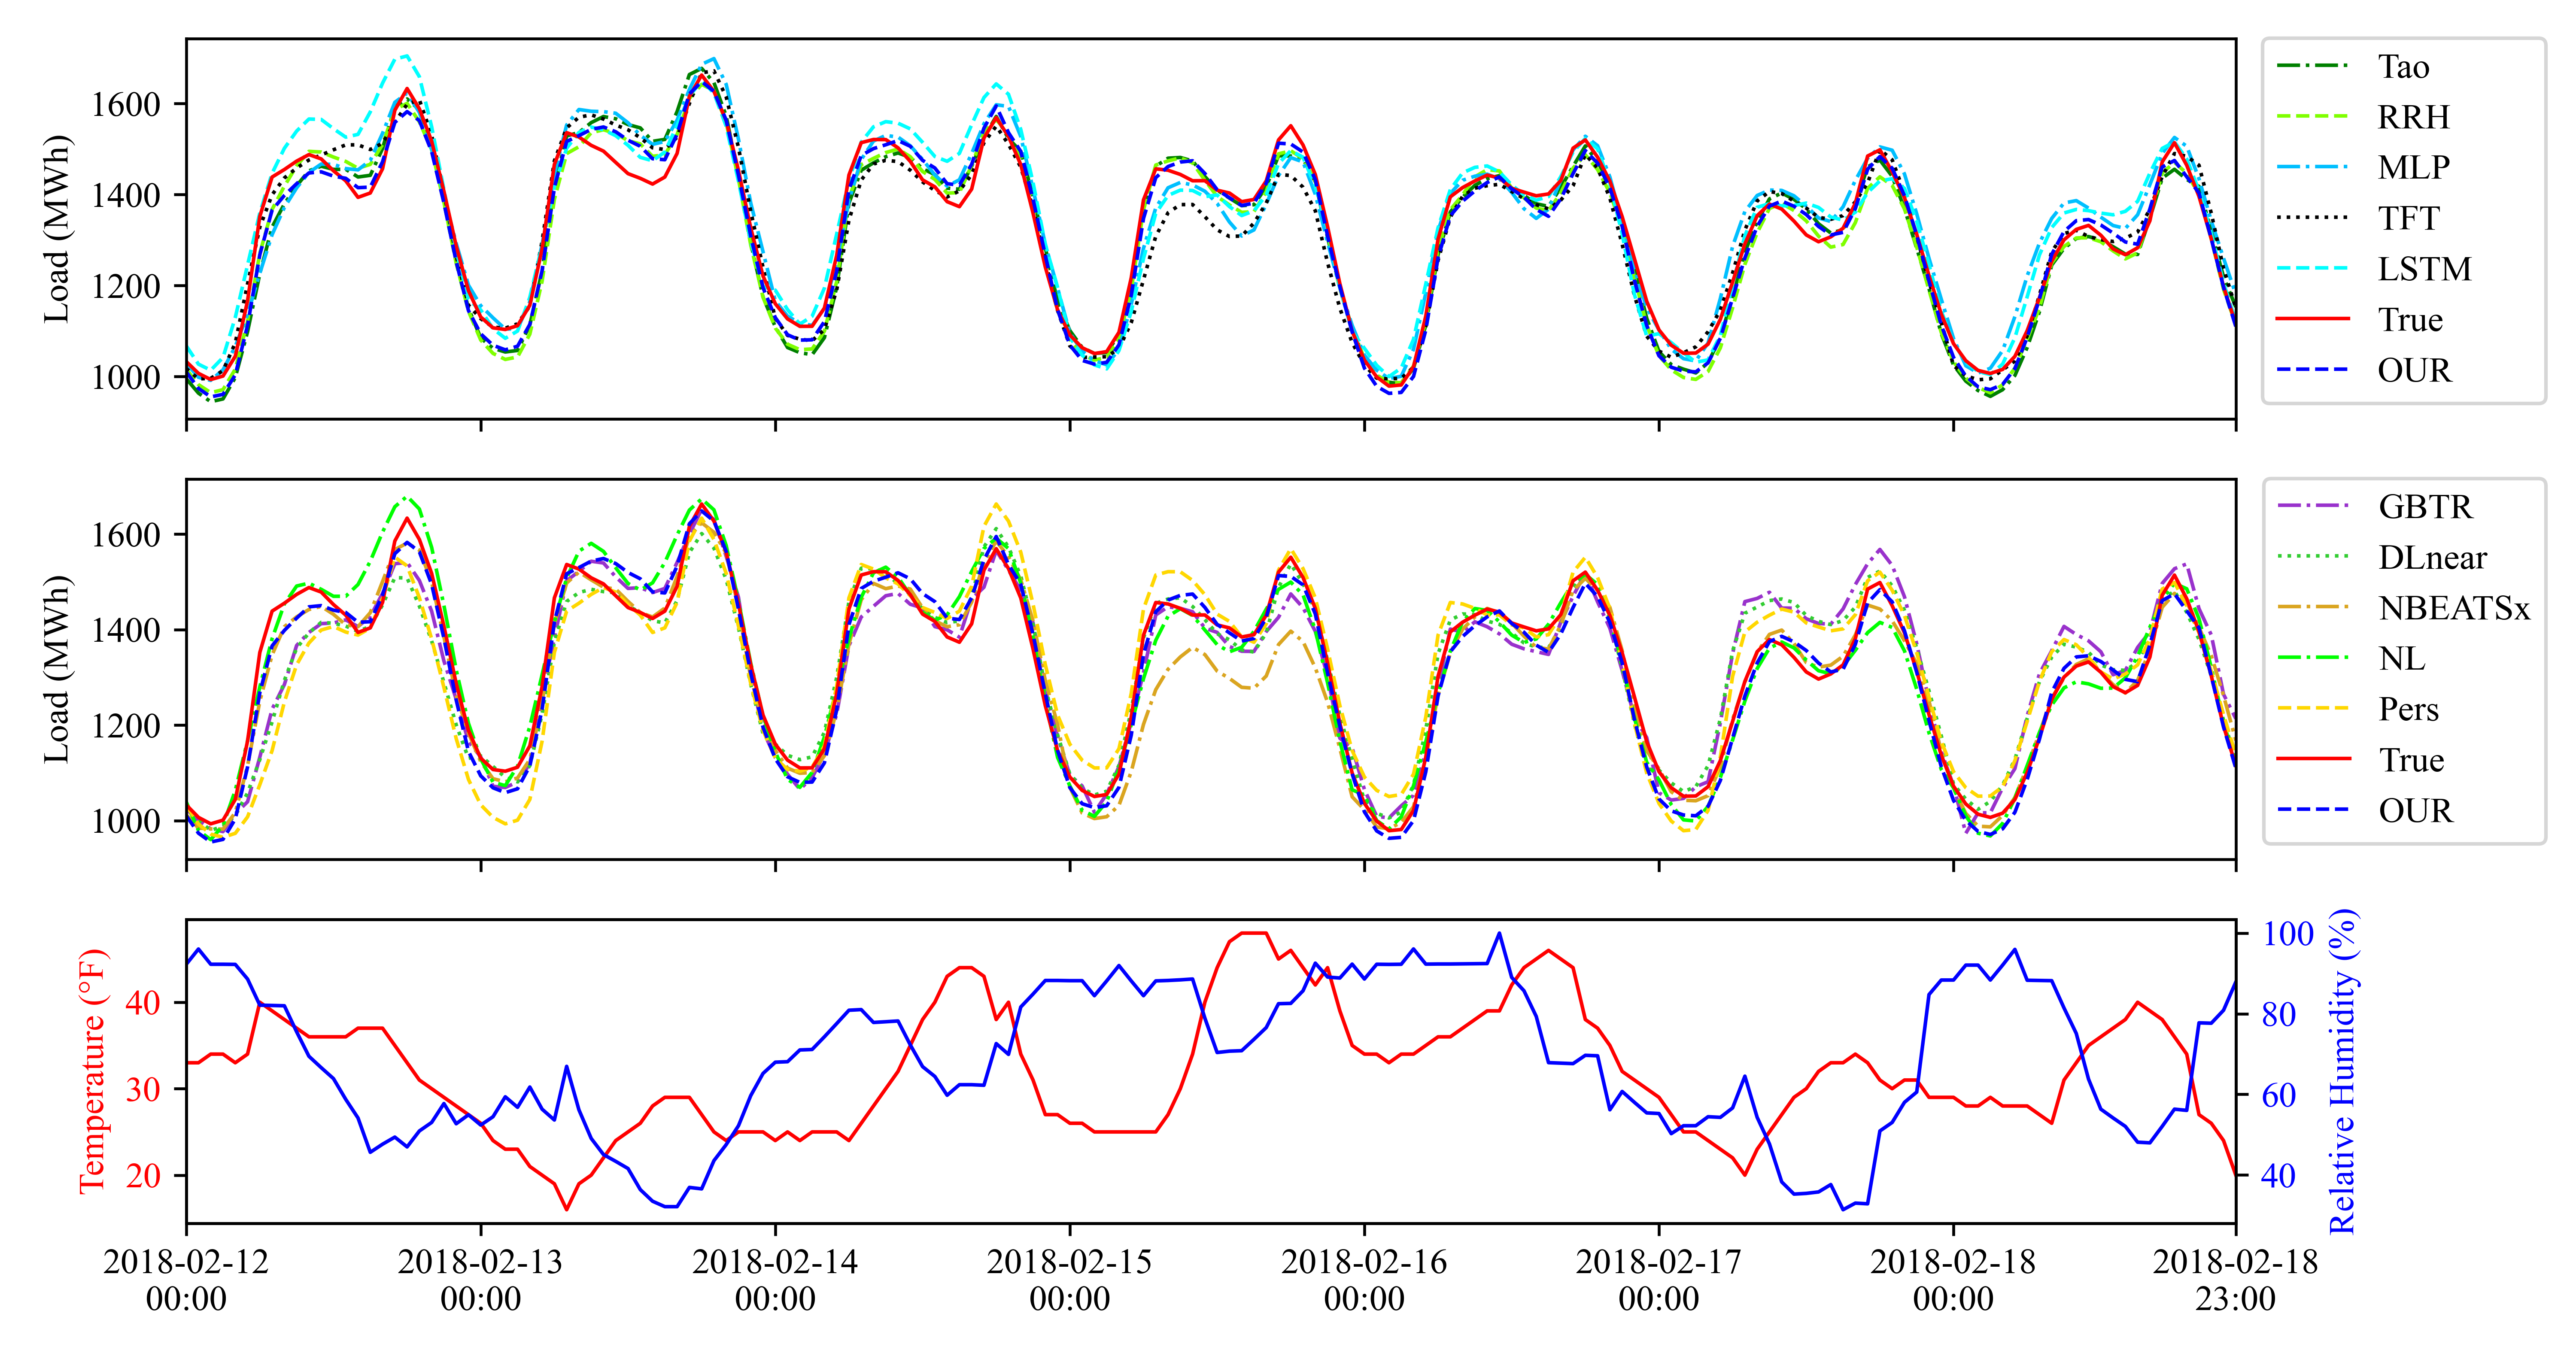 Load (MWh)
1600
1400
1200
1000
Tao
RRH
MLP
TFT
LSTM
True
OUR
Load (MWh)
1600
1400
1200
1000
GBTR
DLnear
NBEATSx
NL
Pers
True
OUR
Temperature (°F)
40
30
20
100
80
60
40
Relative Humidity (%)
2018-02-12 2018-02-13 2018-02-14 2018-02-15 2018-02-16 2018-02-17 2018-02-18 2018-02-18
00:00 00:00 00:00 00:00 00:00 00:00 00:00 23:00